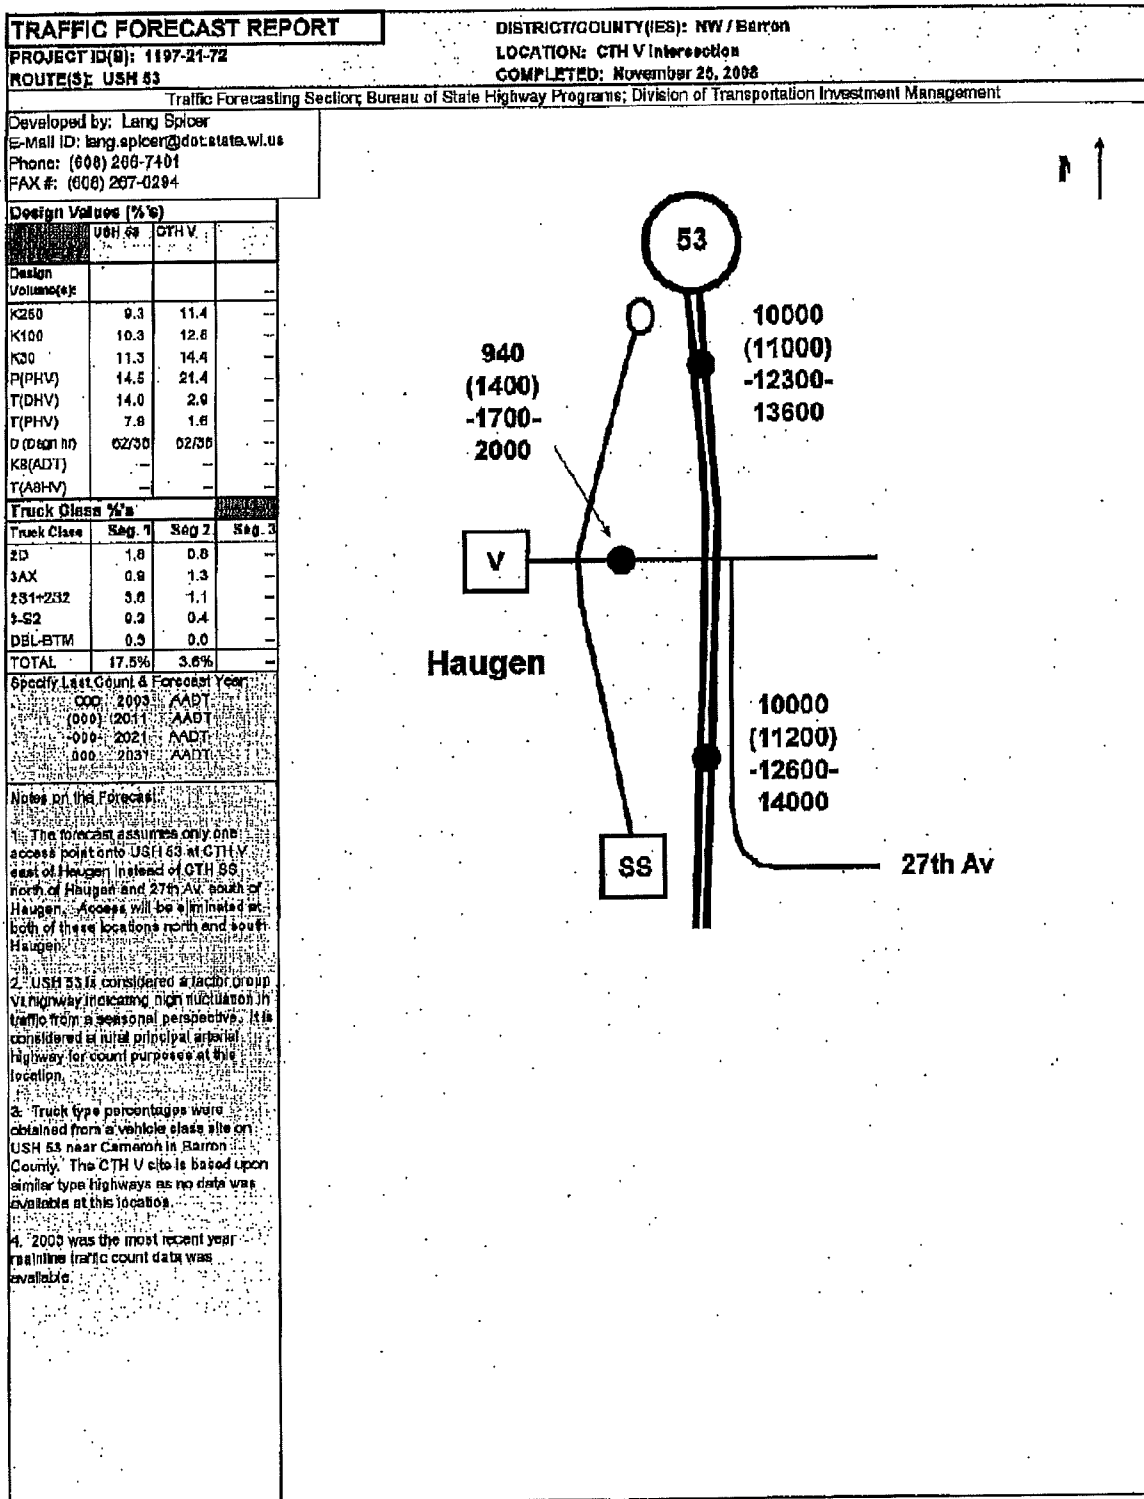 TRAFFIC FORECAST REPORT
PROJECT ID(S): 1197-21-72
ROUTE(S): USH 53
DISTRICT/COUNTY(IES): NW / Barron
LOCATION: CTH V Intersection
COMPLETED: November 25, 2008
Traffic Forecasting Section; Bureau of State Highway Programs; Division of Transportation Investment Management
Developed by: Lang Spicer
E-Mail ID: lang.spicer@dot.state.wi.us
Phone: (608) 266-7401
FAX #: (608) 267-0294
Design Values (%'s)
USH 53 CTH V
Design
Volume(s): --
K250 9.3 11.4 --
K100 10.3 12.8 --
K30 11.3 14.4 --
P(PHV) 14.5 21.4 --
T(DHV) 14.0 2.9 --
T(PHV) 7.8 1.6 --
D (Dsgn hr) 62/38 62/38 --
K8(ADT) -- -- --
T(A8HV) -- -- --
Truck Class %'s
Truck Class Seg. 1 Seg 2 Seg. 3
2D 1.8 0.8 --
3AX 0.9 1.3 --
2S1+2S2 1.1 --
3-S2 0.4 --
DBL-BTM 0.0 --
TOTAL 17.5% 3.6% --
Specify Last Count & Forecast Year
000 2003 AADT
(000) 2011 AADT
-000- 2021 AADT
000 2031 AADT
Notes on the Forecast:
1. The forecast assumes only one
access point onto USH 53 at CTH V
east of Haugen instead of CTH SS
north of Haugen and 27th Av. south of
Haugen. Access will be eliminated at
both of these locations north and south
Haugen.
2. USH 53 is considered a factor group
VI highway indicating high fluctuation in
traffic from a seasonal perspective. It is
considered a rural principal arterial
highway for count purposes at this
location.
3. Truck type percentages were
obtained from a vehicle class site on
USH 53 near Cameron in Barron
County. The CTH V site is based upon
similar type highways as no data was
available at this location.
4. 2003 was the most recent year
mainline traffic count data was
available.
N
53
10000
(11000)
-12300-
13600
940
(1400)
-1700-
2000
V
Haugen
10000
(11200)
-12600-
14000
SS
27th Av